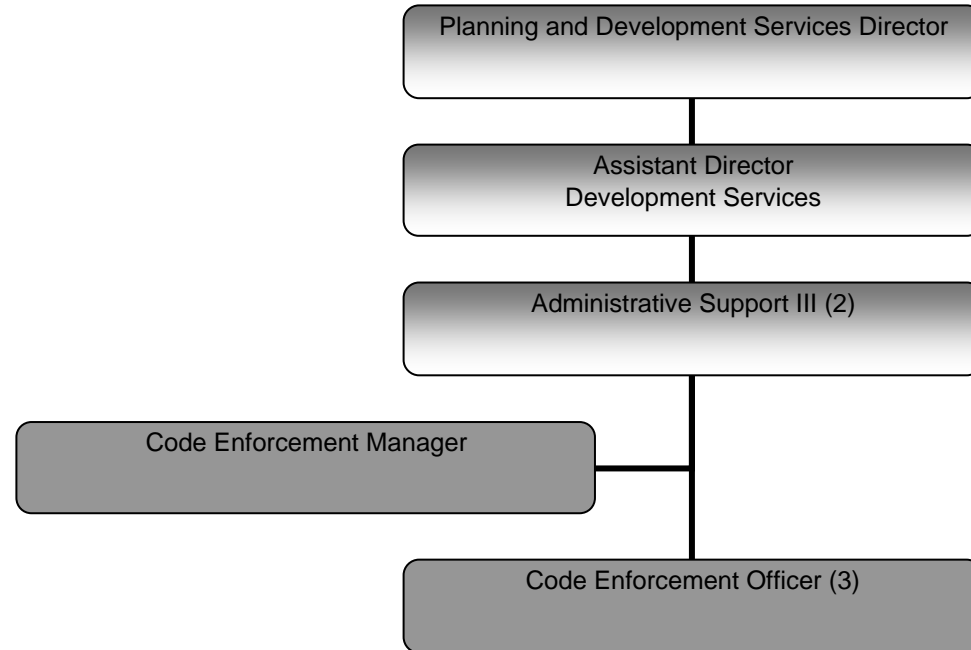 Planning and Development Services Director
Assistant Director
Development Services
Administrative Support III (2)
Code Enforcement Manager
Code Enforcement Officer (3)